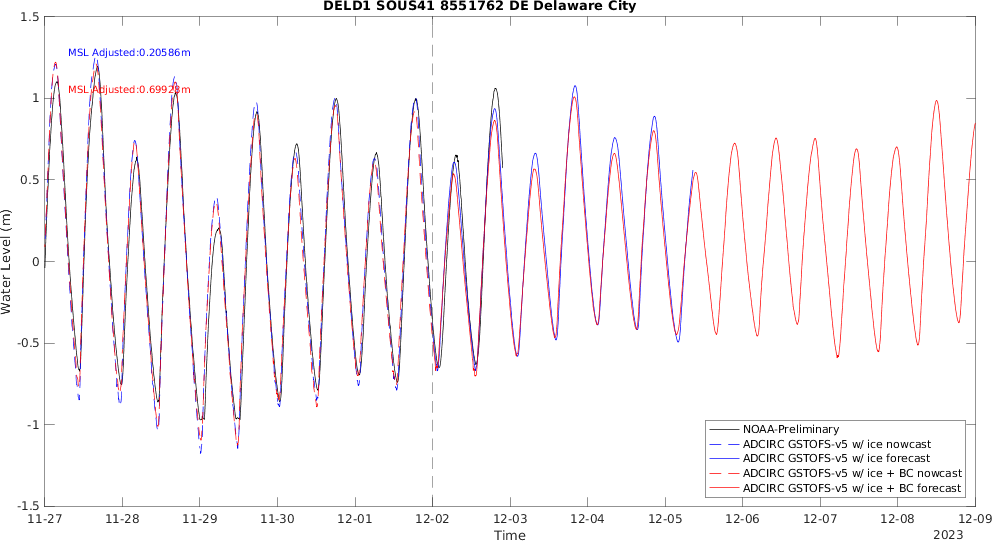 DELD1 SOUS41 8551762 DE Delaware City
1.5
MSL Adjusted:0.20586m
MSL Adjusted:0.69923m
1
0.5
0
-0.5
-1
-1.5
Water Level (m)
NOAA-Preliminary
ADCIRC GSTOFS-v5 w/ ice nowcast
ADCIRC GSTOFS-v5 w/ ice forecast
ADCIRC GSTOFS-v5 w/ ice + BC nowcast
ADCIRC GSTOFS-v5 w/ ice + BC forecast
11-27 11-28 11-29 11-30 12-01 12-02 12-03 12-04 12-05 12-06 12-07 12-08 12-09
Time
2023